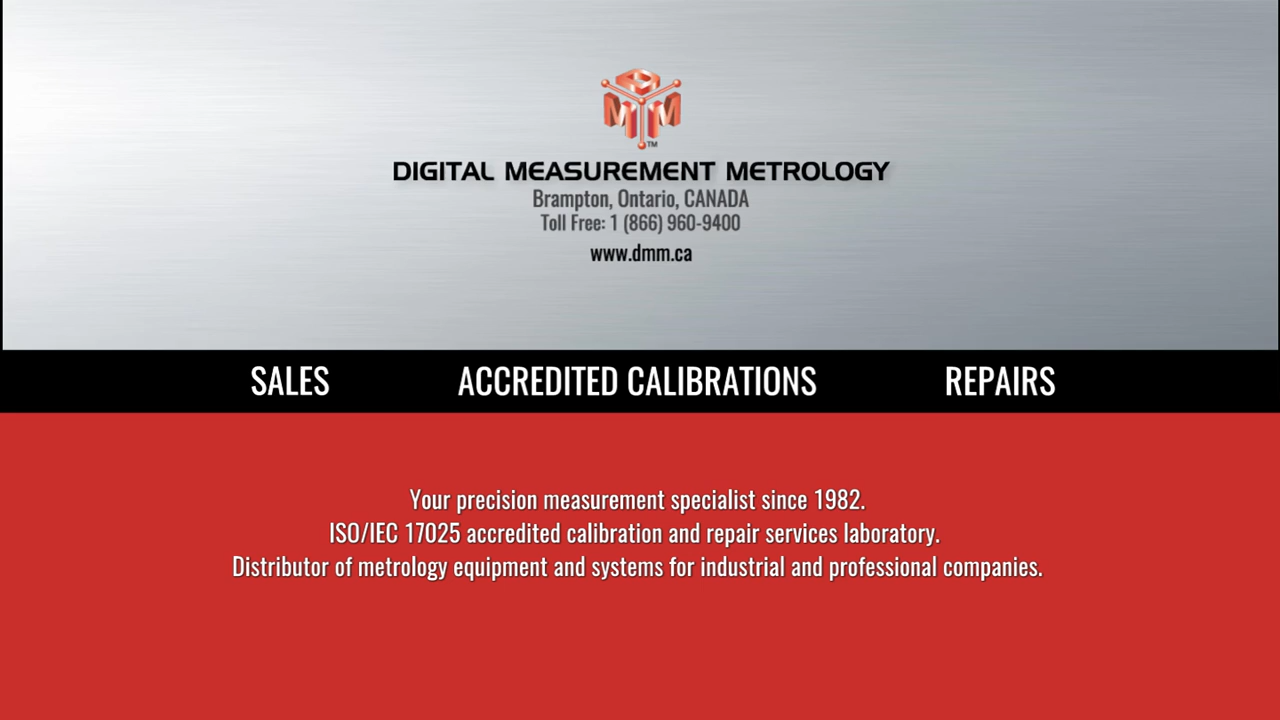 DMM
TM
DIGITAL MEASUREMENT METROLOGY
Brampton, Ontario, CANADA
Toll Free: 1 (866) 960-9400
www.dmm.ca
SALES ACCREDITED CALIBRATIONS REPAIRS
Your precision measurement specialist since 1982.
ISO/IEC 17025 accredited calibration and repair services laboratory.
Distributor of metrology equipment and systems for industrial and professional companies.